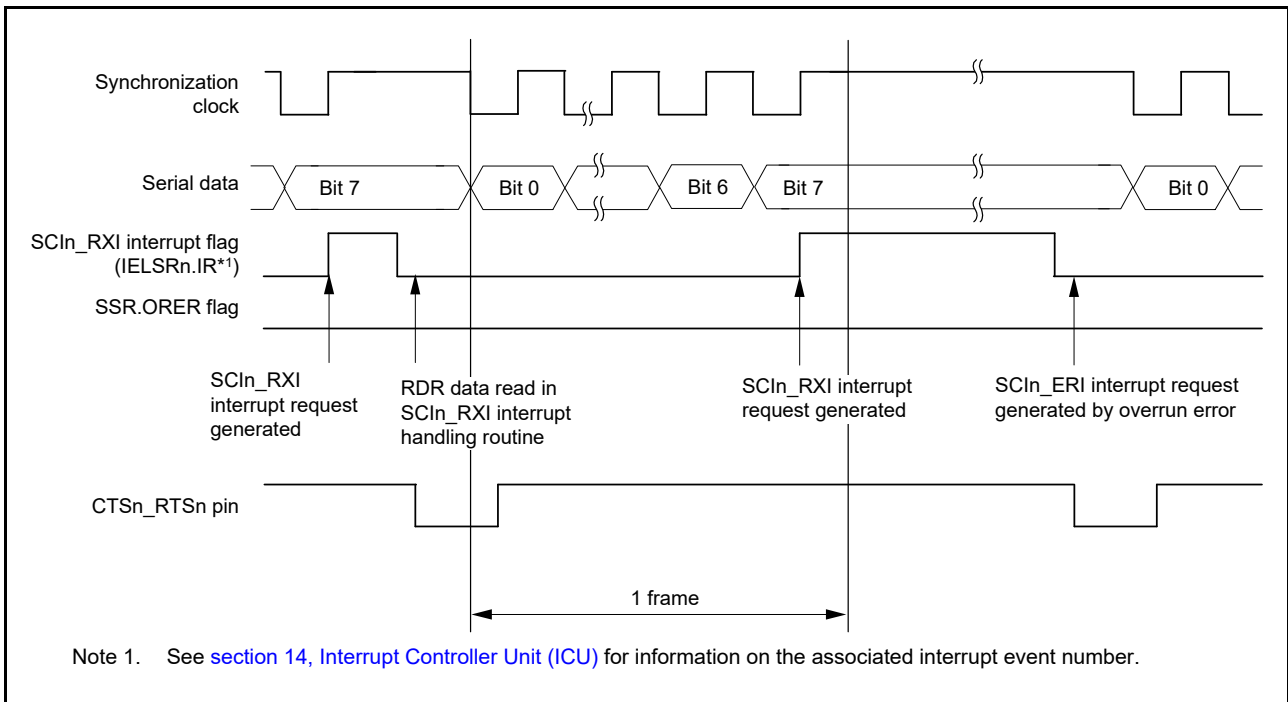 Synchronization
clock
Serial data
Bit 7
Bit 0
Bit 6
Bit 7
Bit 0
SCIn_RXI interrupt flag
(IELSRn.IR*1)
SSR.ORER flag
SCIn_RXI
interrupt request
generated
RDR data read in
SCIn_RXI interrupt
handling routine
SCIn_RXI interrupt
request generated
SCIn_ERI interrupt request
generated by overrun error
CTSn_RTSn pin
1 frame
Note 1. See section 14, Interrupt Controller Unit (ICU) for information on the associated interrupt event number.